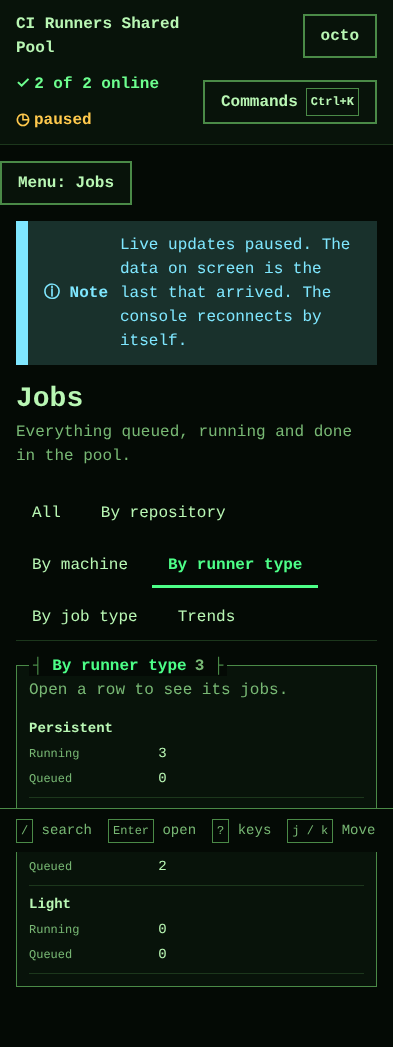 CI Runners Shared Pool
octo
✓ 2 of 2 online
paused
Commands Ctrl+K
Menu: Jobs
ⓘ Note
Live updates paused. The
data on screen is the
last that arrived. The
console reconnects by
itself.
Jobs
Everything queued, running and done
in the pool.
All By repository
By machine By runner type
By job type Trends
By runner type 3
Open a row to see its jobs.
Persistent
Running 3
Queued 0
/ search Enter open ? keys j / k Move
Queued 2
Light
Running 0
Queued 0